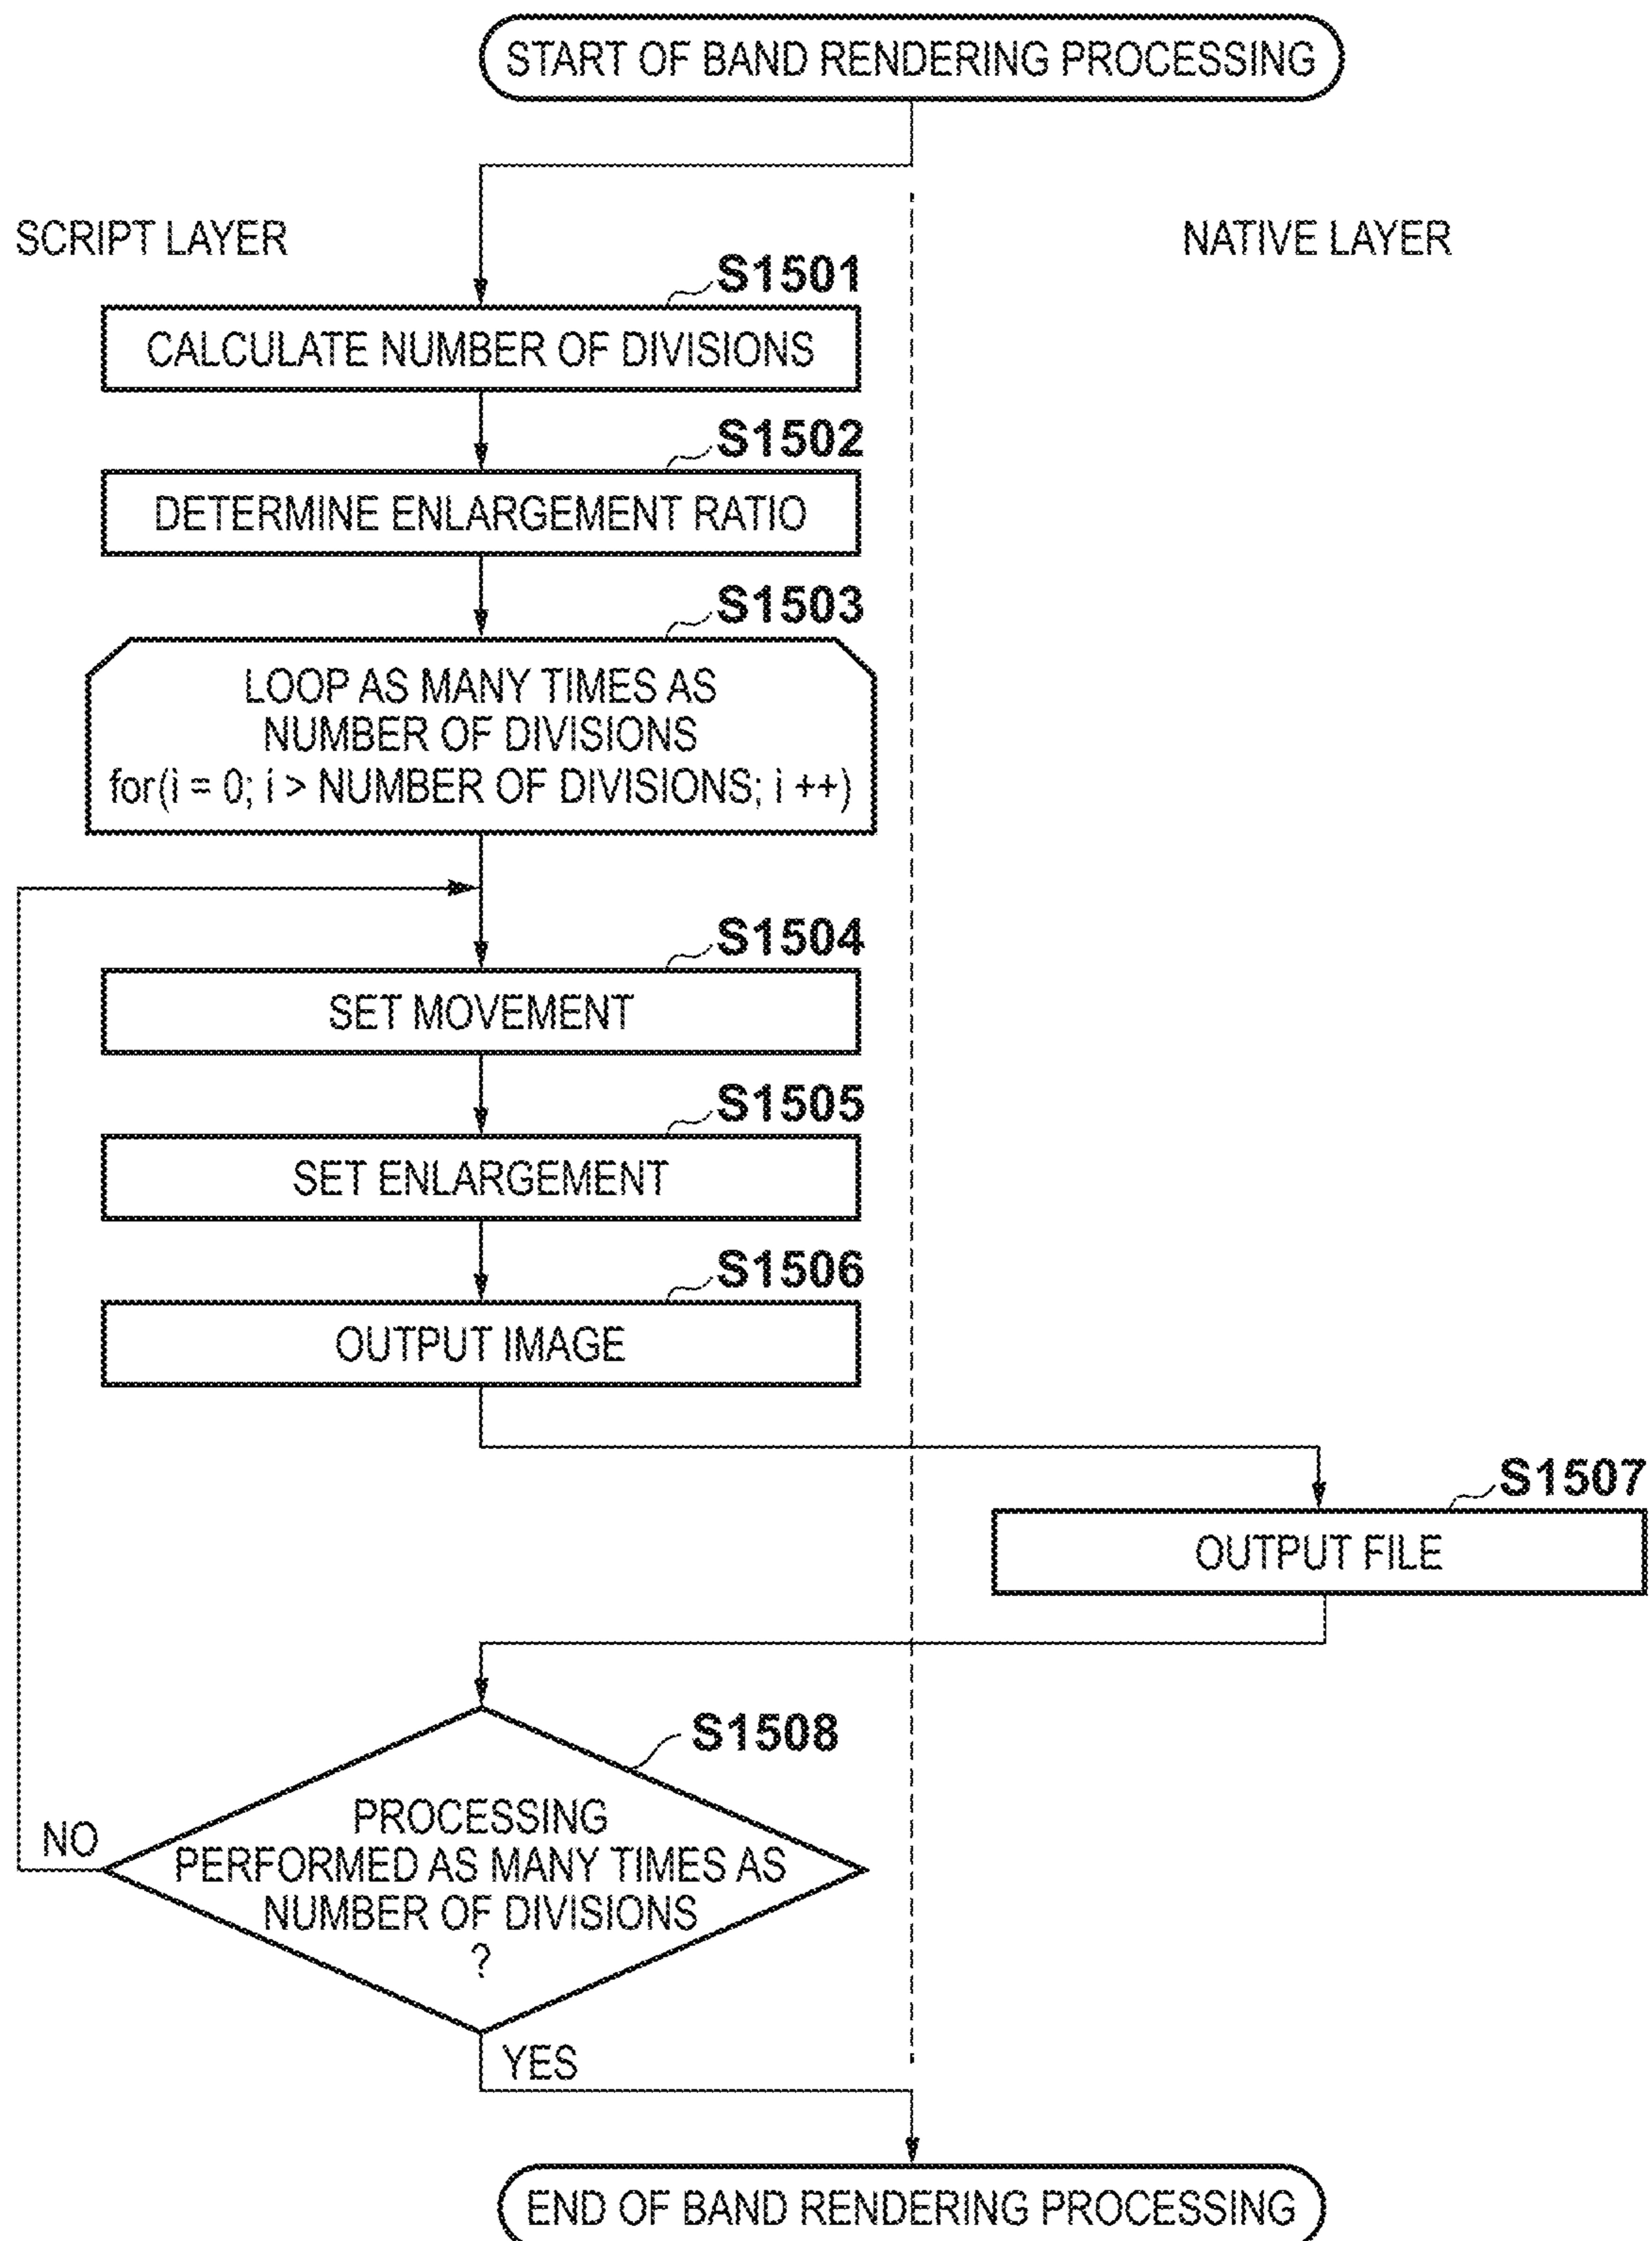 START OF BAND RENDERING PROCESSING
SCRIPT LAYER
NATIVE LAYER
S1501
CALCULATE NUMBER OF DIVISIONS
S1502
DETERMINE ENLARGEMENT RATIO
S1503
LOOP AS MANY TIMES AS
NUMBER OF DIVISIONS
for(i = 0; i > NUMBER OF DIVISIONS; i ++)
S1504
SET MOVEMENT
S1505
SET ENLARGEMENT
S1506
OUTPUT IMAGE
S1507
OUTPUT FILE
S1508
PROCESSING
PERFORMED AS MANY TIMES AS
NUMBER OF DIVISIONS
?
NO
YES
END OF BAND RENDERING PROCESSING